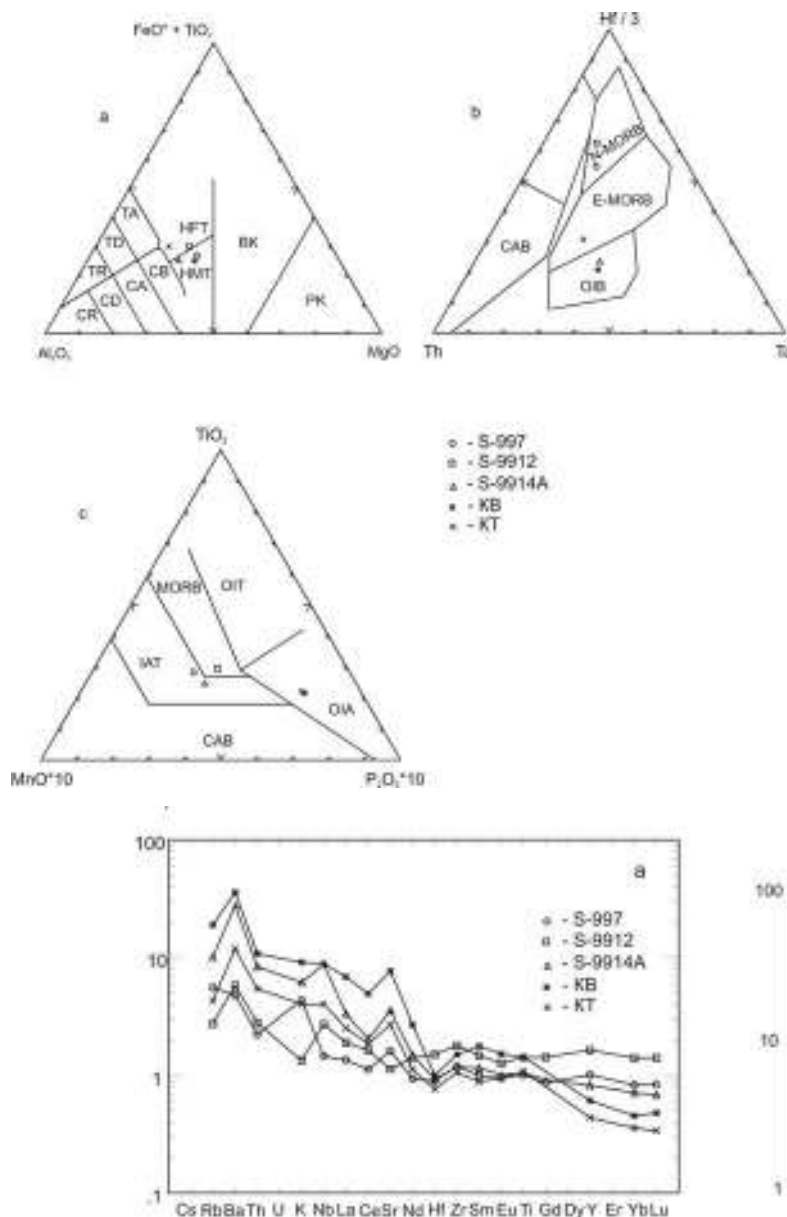 FeO* + TiO₂
a
TA
TD
TR
HFT
BK
CB
CA
HMT
CD
CR
PK
Al₂O₃
MgO
Hf / 3
b
N-MORB
E-MORB
CAB
OIB
Th
Ta
TiO₂
c
MORB
OIT
IAT
OIA
CAB
MnO*10
P₂O₅*10
- S-997
- S-9912
- S-9914A
- KB
- KT
100
a
100
- S-997
- S-9912
- S-9914A
- KB
- KT
10
10
1
.1
1
Cs Rb Ba Th U K Nb La Ce Sr Nd Hf Zr Sm Eu Ti Gd Dy Y Er Yb Lu